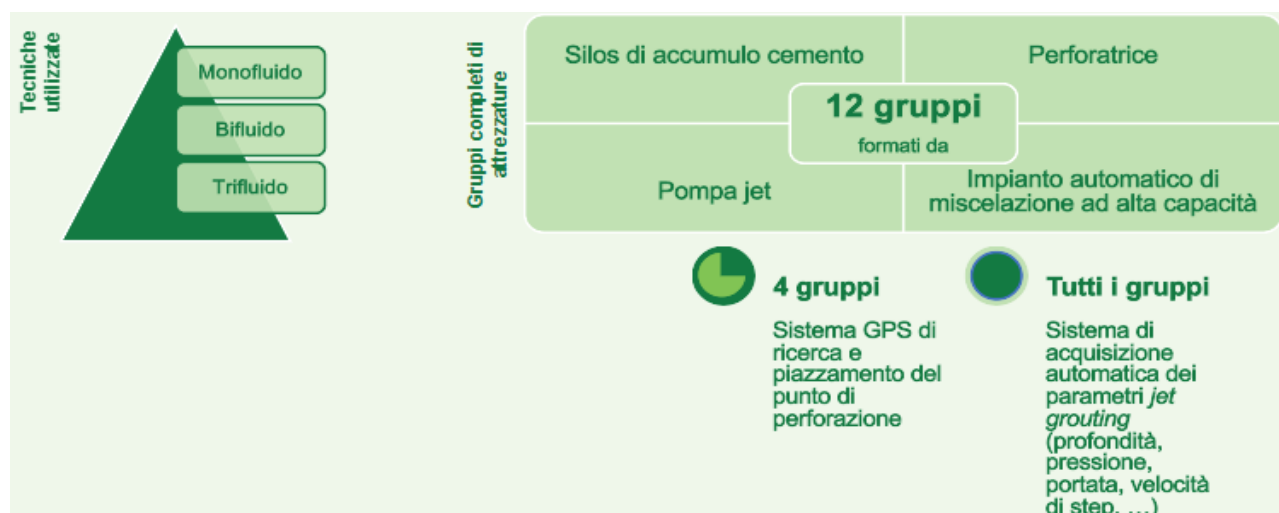 Tecniche
utilizzate
Monofluido
Bifluido
Trifluido
Gruppi completi di
attrezzature
Silos di accumulo cemento
Perforatrice
12 gruppi
formati da
Pompa jet
Impianto automatico di
miscelazione ad alta capacità
4 gruppi
Sistema GPS di
ricerca e
piazzamento del
punto di
perforazione
Tutti i gruppi
Sistema di
acquisizione
automatica dei
parametri jet
grouting
(profondità,
pressione,
portata, velocità
di step, ...)